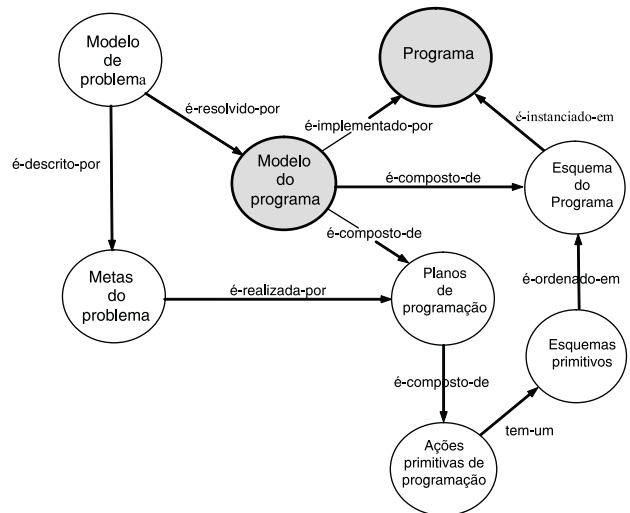 Modelo
de
problema
Programa
é-resolvido-por
é-implementado-por
é-instanciado-em
é-descrito-por
Modelo
do
programa
é-composto-de
Esquema
do
Programa
é-composto-de
Metas
do
problema
é-realizada-por
Planos
de
programação
é-ordenado-em
Esquemas
primitivos
é-composto-de
tem-um
Ações
primitivas de
programação